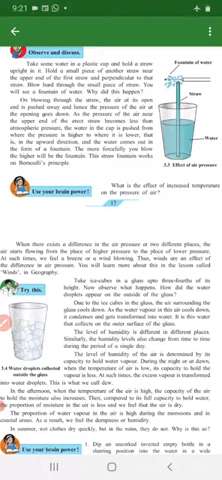 9:21
61
Observe and discuss.
Fountain of water
Take some water in a plastic cup and hold a straw
upright in it. Hold a small piece of another straw near
the upper end of the first straw and perpendicular to that
straw. Blow hard through the small piece of straw. You
will see a fountain of water. Why did this happen?
Straw
On blowing through the straw, the air at its open
end is pushed away and hence the pressure of the air at
the opening goes down. As the pressure of the air near
the upper end of the erect straw becomes less than
atmospheric pressure, the water in the cup is pushed from
where the pressure is higher to where it is lower, that
is, in the upward direction, and the water comes out in
the form of a fountain. The more forcefully you blow
the higher will be the fountain. This straw fountain works
on Bernoulli's principle.
Water
3.3 Effect of air pressure
Use your brain power!
What is the effect of increased temperature
on the pressure of air?
17
When there exists a difference in the air pressure at two different places, the
air starts flowing from the place of higher pressure to the place of lower pressure.
At such times, we feel a breeze or a wind blowing. Thus, winds are an effect of
the difference in air pressure. You will learn more about this in the lesson called
'Winds', in Geography.
Try this.
Take ice-cubes in a glass upto three-fourths of its
height. Now observe what happens. How did the water
droplets appear on the outside of the glass?
Due to the ice cubes in the glass, the air surrounding the
glass cools down. As the water vapour in this air cools down,
it condenses and gets transformed into water. It is this water
that collects on the outer surface of the glass.
The level of humidity is different in different places.
Similarly, the humidity levels also change from time to time
during the period of a single day.
The level of humidity of the air is determined by its
capacity to hold water vapour. During the night or at dawn,
when the temperature of air is low, its capacity to hold the
vapour is less. At such times, the excess vapour is transformed
3.4 Water droplets collected
outside the glass
into water droplets. This is what we call dew.
In the afternoon, when the temperature of air is high, the capacity of the air
to hold the moisture also increases. Then, compared to its full capacity to hold water,
the proportion of moisture in the air is less and we feel that the air is dry.
The proportion of water vapour in the air is high during the monsoons and in
coastal areas. As a result, we feel the dampness or humidity.
In summer, wet clothes dry quickly, but in the rains, they do not. Why is this so?
Use your brain power!
1. Dip an uncorked inverted empty bottle in a
slanting position into the water in a wide